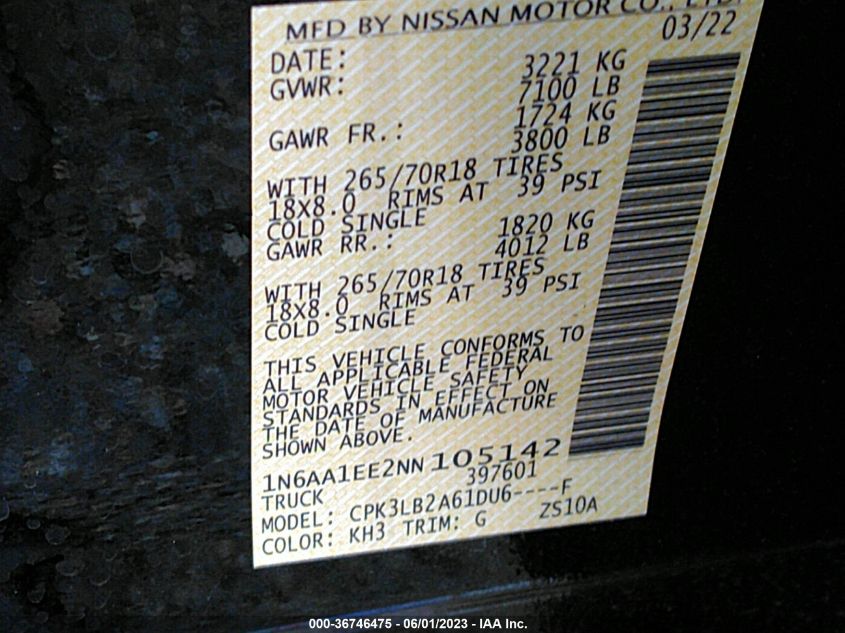 MFD BY NISSAN MOTOR CO., LTD.
DATE: 03/22
GVWR: 3221 KG
7100 LB
GAWR FR.: 1724 KG
3800 LB
WITH 265/70R18 TIRES
18X8.0 RIMS AT 39 PSI
COLD SINGLE
GAWR RR.: 1820 KG
4012 LB
WITH 265/70R18 TIRES
18X8.0 RIMS AT 39 PSI
COLD SINGLE
THIS VEHICLE CONFORMS TO
ALL APPLICABLE FEDERAL
MOTOR VEHICLE SAFETY
STANDARDS IN EFFECT ON
THE DATE OF MANUFACTURE
SHOWN ABOVE.
1N6AA1EE2NN105142
TRUCK 397601
MODEL: CPK3LB2A61DU6----F
COLOR: KH3 TRIM: G ZS10A
000-36746475 - 06/01/2023 - IAA Inc.